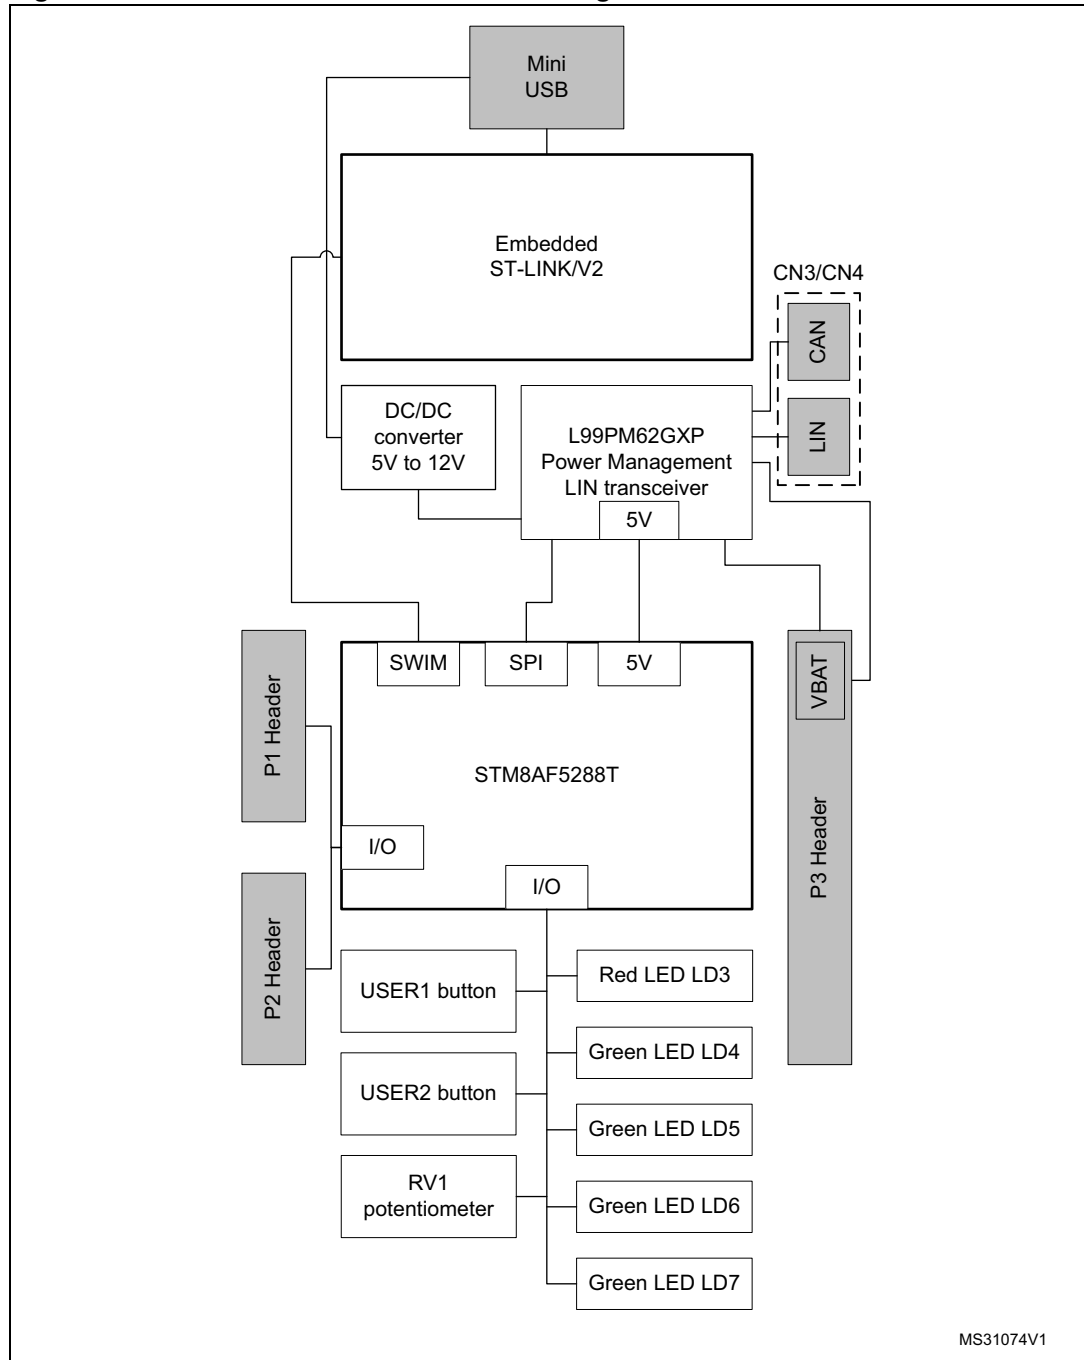 Mini
USB
Embedded
ST-LINK/V2
CN3/CN4
CAN
LIN
DC/DC
converter
5V to 12V
L99PM62GXP
Power Management
LIN transceiver
5V
SWIM
SPI
5V
VBAT
P1 Header
STM8AF5288T
I/O
P3 Header
I/O
P2 Header
USER1 button
Red LED LD3
Green LED LD4
USER2 button
Green LED LD5
RV1
potentiometer
Green LED LD6
Green LED LD7
MS31074V1